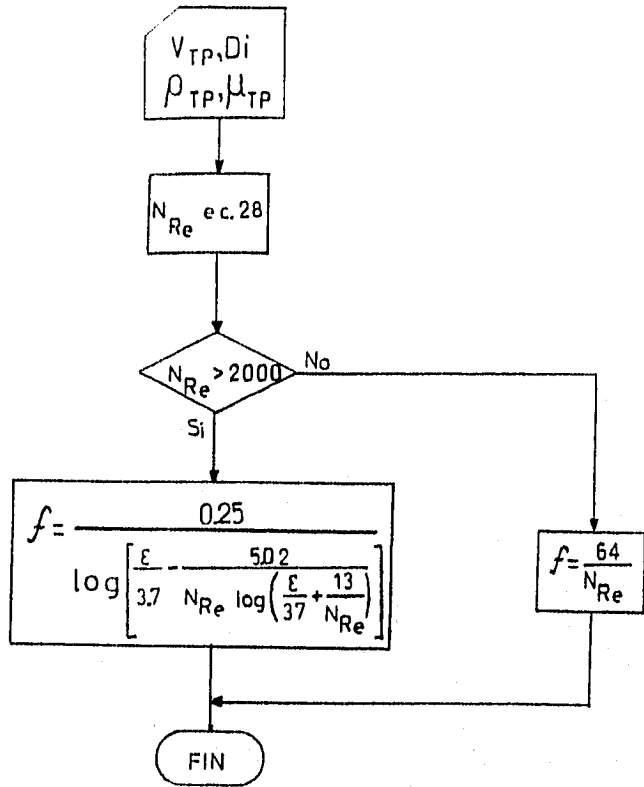 V_TP, Di
ρ_TP, μ_TP
N_Re ec. 28
N_Re > 2000
No
Si
f = 0.25 / log[ε/3.7 - 5.02/(N_Re log(ε/37 + 13/N_Re))]
f = 64/N_Re
FIN